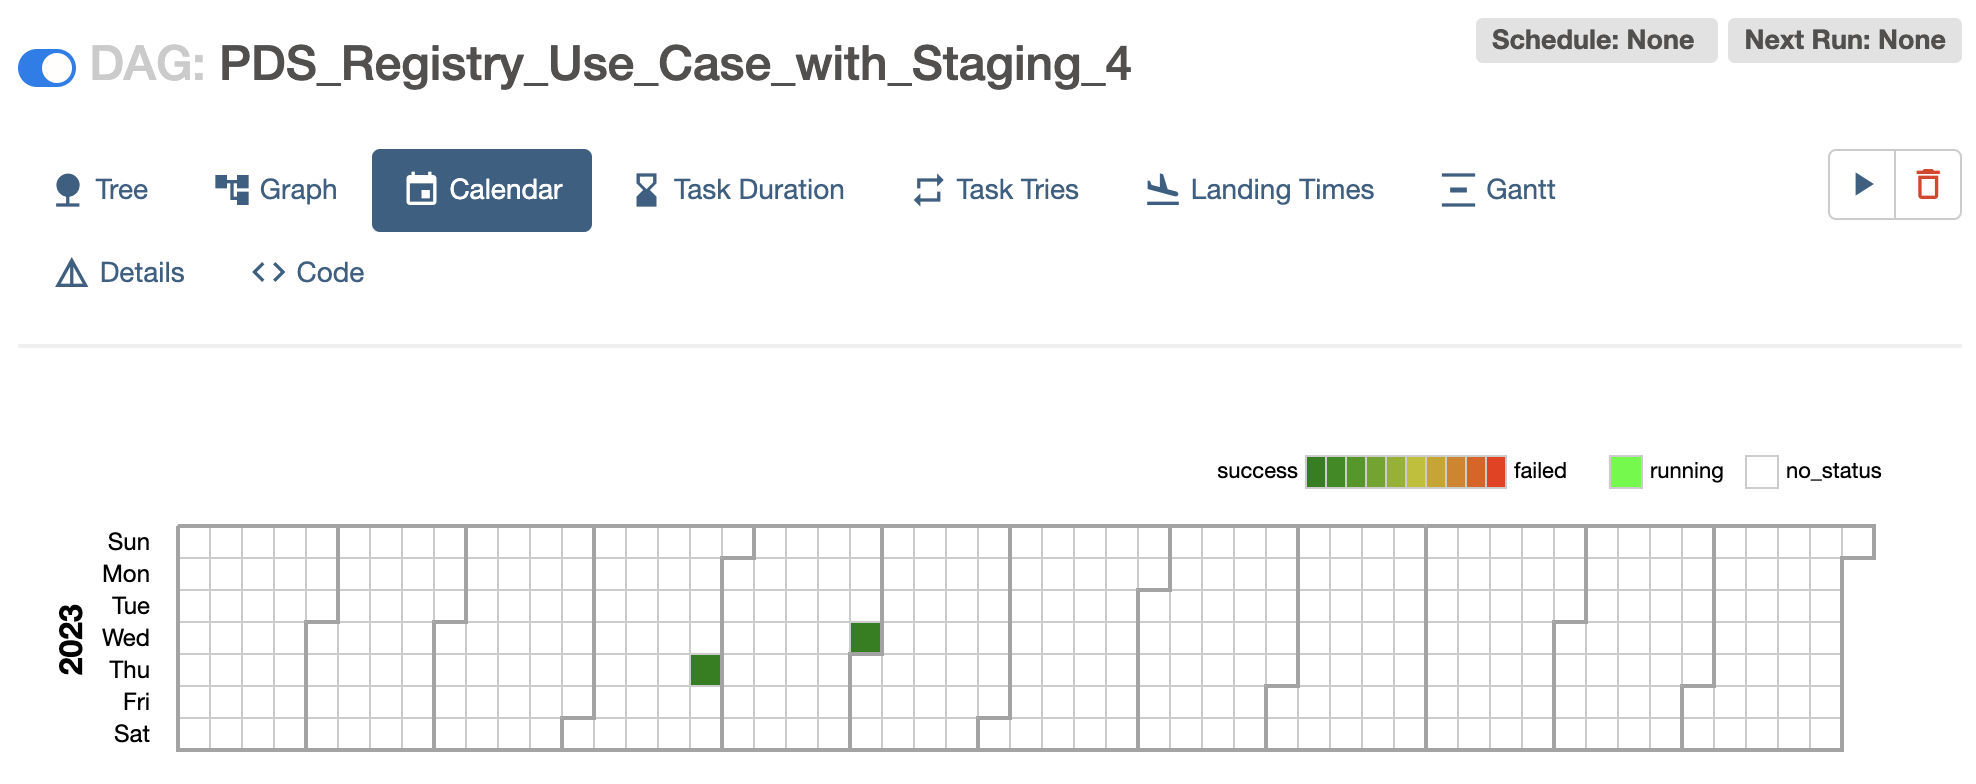 DAG: PDS_Registry_Use_Case_with_Staging_4
Schedule: None
Next Run: None
Tree
Graph
Calendar
Task Duration
Task Tries
Landing Times
Gantt
Details
Code
success
failed
running
no_status
2023
Sun
Mon
Tue
Wed
Thu
Fri
Sat